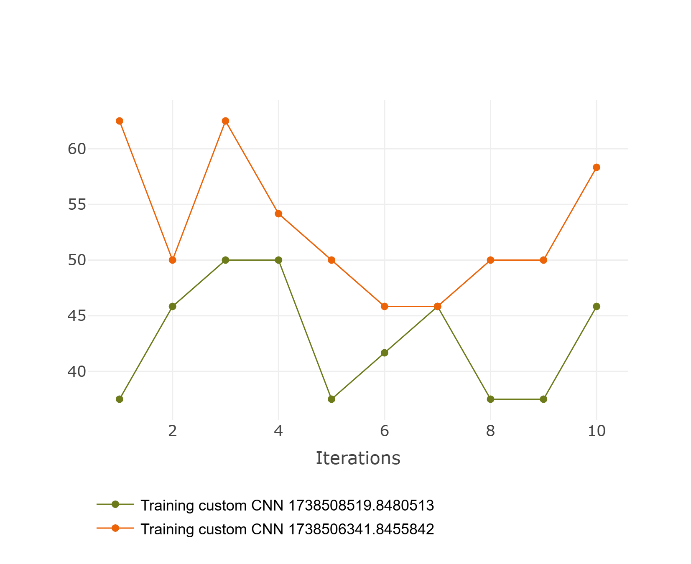 60
55
50
45
40
2 4 6 8 10
Iterations
Training custom CNN 1738508519.8480513
Training custom CNN 1738506341.8455842